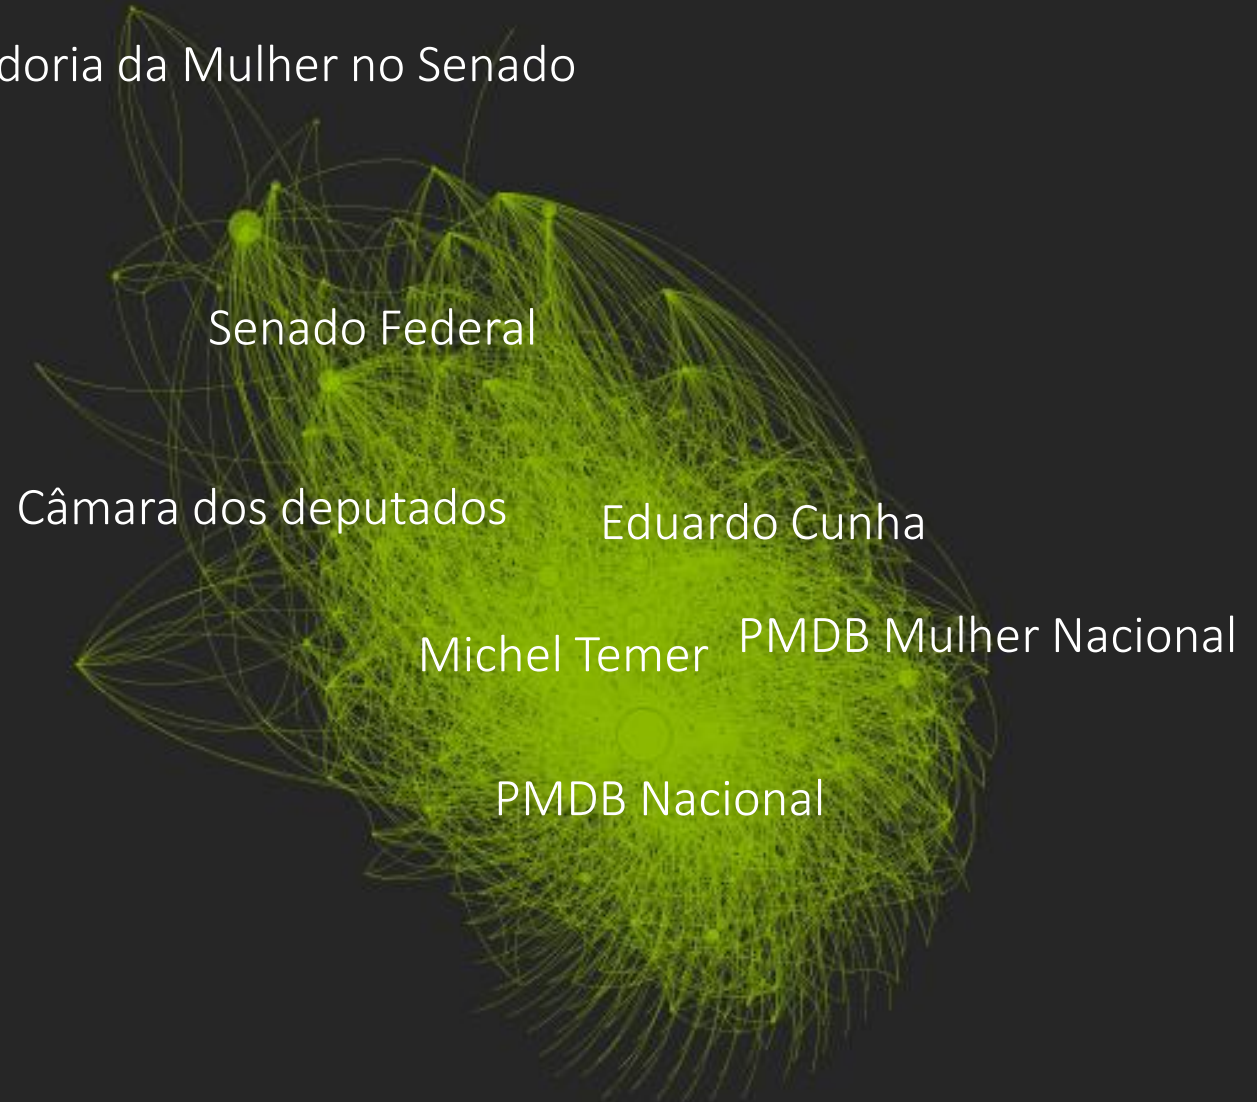 doria da Mulher no Senado
Senado Federal
Câmara dos deputados
Eduardo Cunha
PMDB Mulher Nacional
Michel Temer
PMDB Nacional